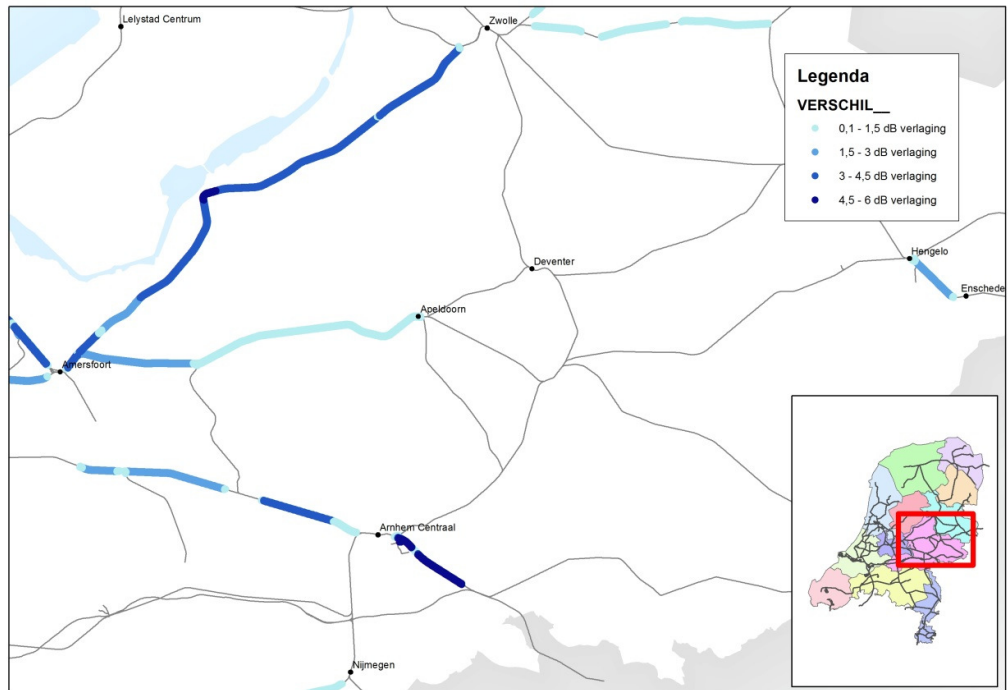 Lelystad Centrum
Zwolle
Legenda
VERSCHIL__
0,1 - 1,5 dB verlaging
1,5 - 3 dB verlaging
3 - 4,5 dB verlaging
4,5 - 6 dB verlaging
Hengelo
Deventer
Enschede
Apeldoorn
Amersfoort
Arnhem Centraal
Nijmegen